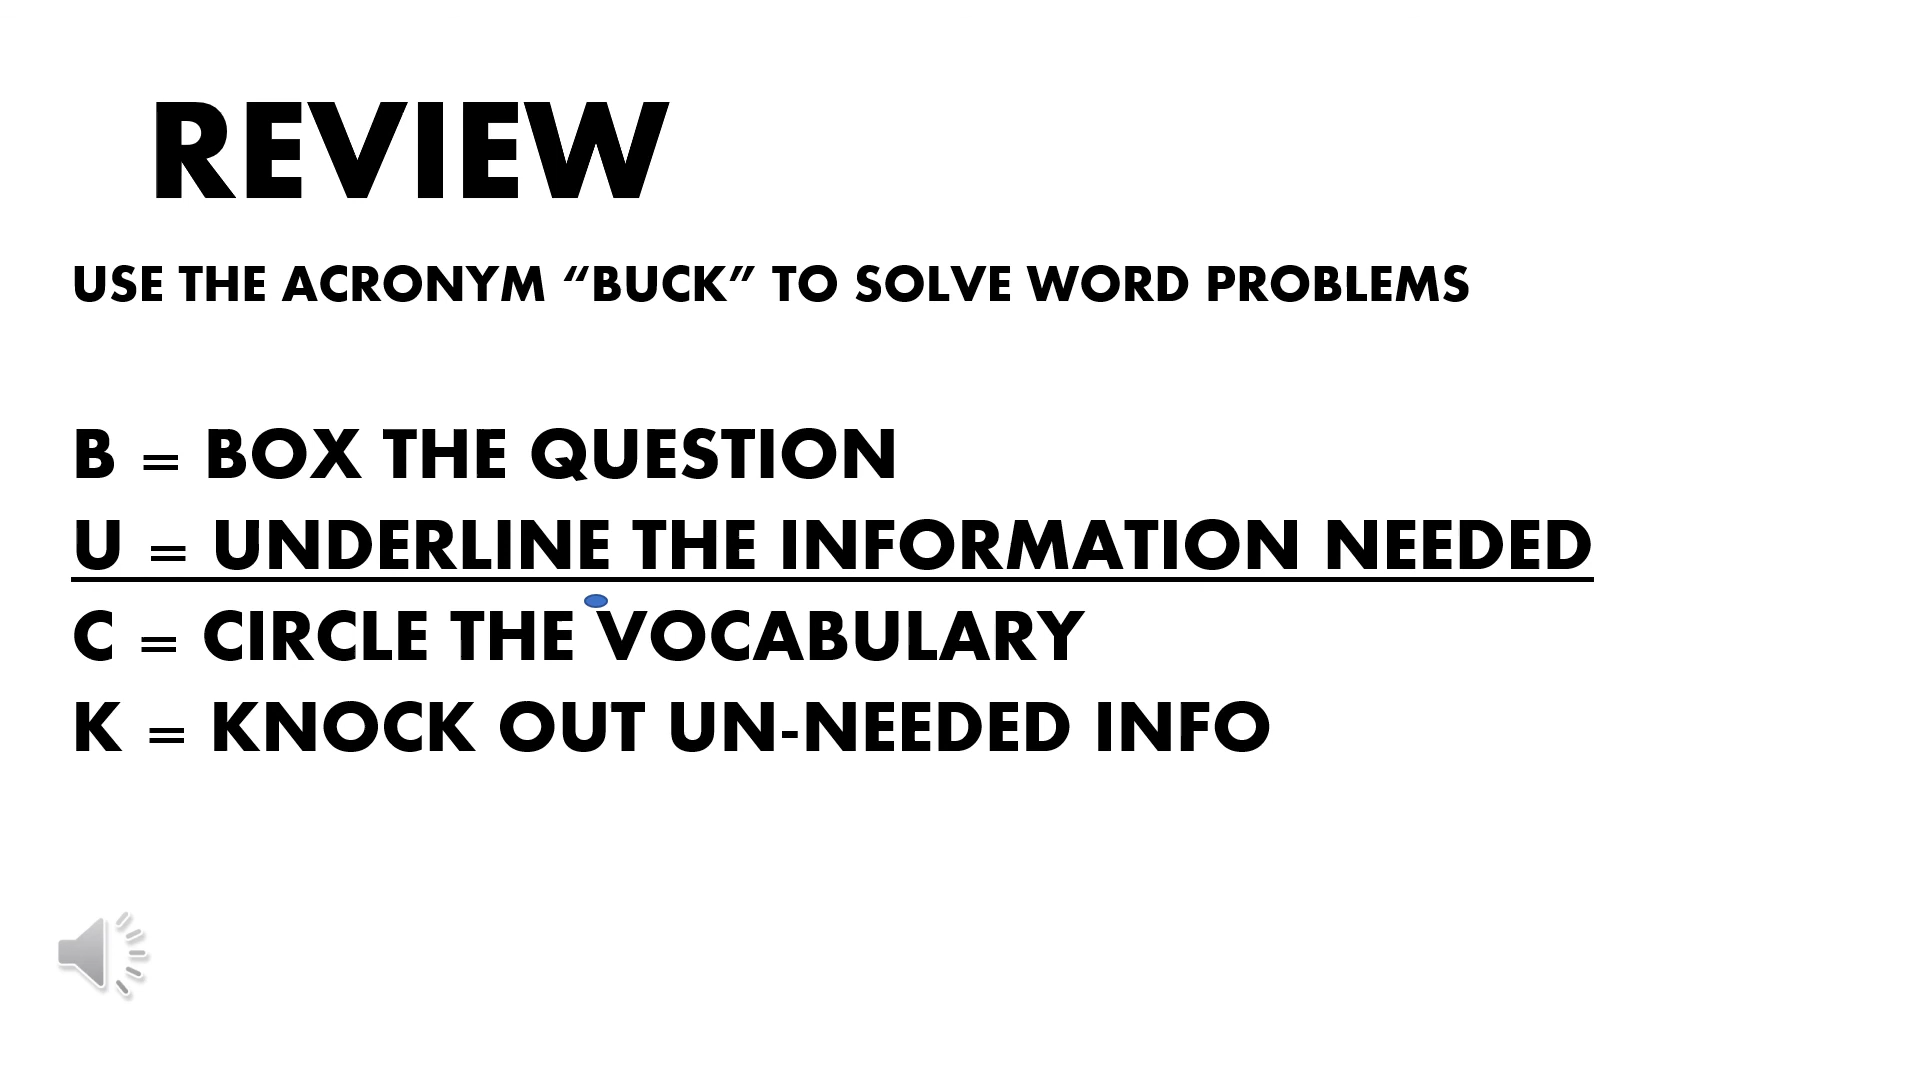 REVIEW
USE THE ACRONYM “BUCK” TO SOLVE WORD PROBLEMS
B = BOX THE QUESTION
U = UNDERLINE THE INFORMATION NEEDED
C = CIRCLE THE VOCABULARY
K = KNOCK OUT UN-NEEDED INFO